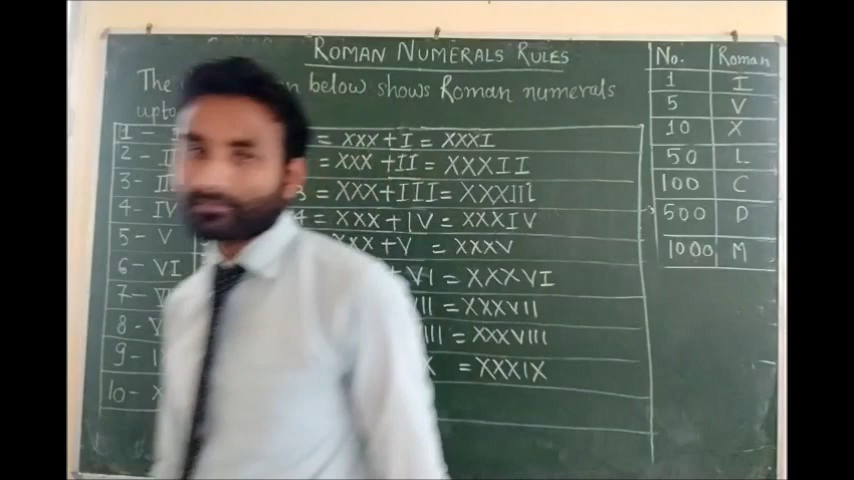 ROMAN NUMERALS RULES
The below shows Roman numerals
upto
1 -
2 - I
3 - III
4 - IV
5 - V
6 - VI
7 - V
8 - V
9 - I
10 - X
= XXX + I = XXXI
= XXX + II = XXXII
3 = XXX + III = XXXIII
4 = XXX + IV = XXXIV
XXX + V = XXXV
+ VI = XXXVI
II = XXXVII
III = XXXVIII
X = XXXIX
No. Roman
1 I
5 V
10 X
50 L
100 C
500 D
1000 M